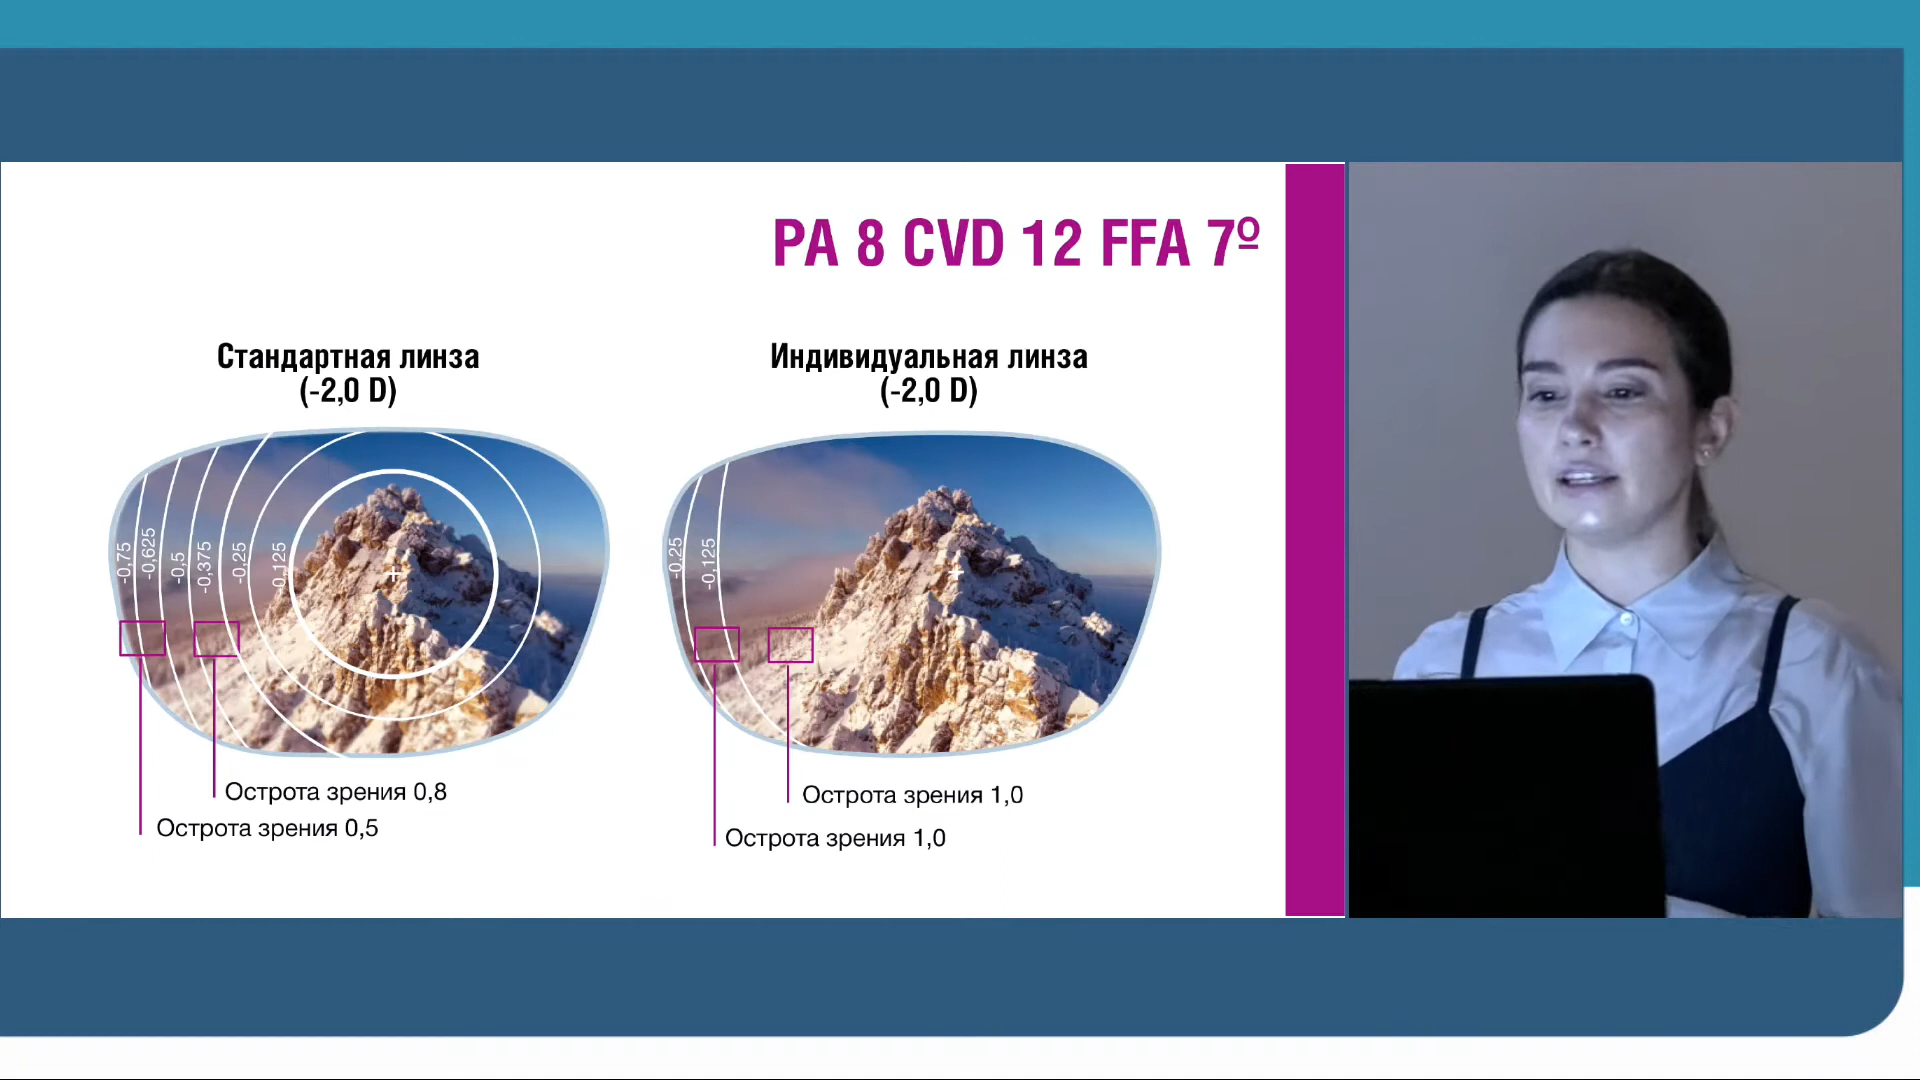 PA 8 CVD 12 FFA 7º
Стандартная линза
(-2,0 D)
-0,75
-0,625
-0,5
-0,375
-0,25
-0,125
Острота зрения 0,8
Острота зрения 0,5
Индивидуальная линза
(-2,0 D)
-0,25
-0,125
Острота зрения 1,0
Острота зрения 1,0